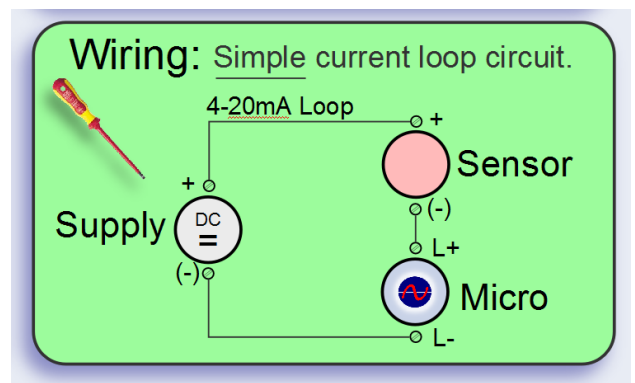 Wiring: Simple current loop circuit.
4-20mA Loop
+
Sensor
+
DC
=
Supply
(-)
(-)
L+
Micro
L-